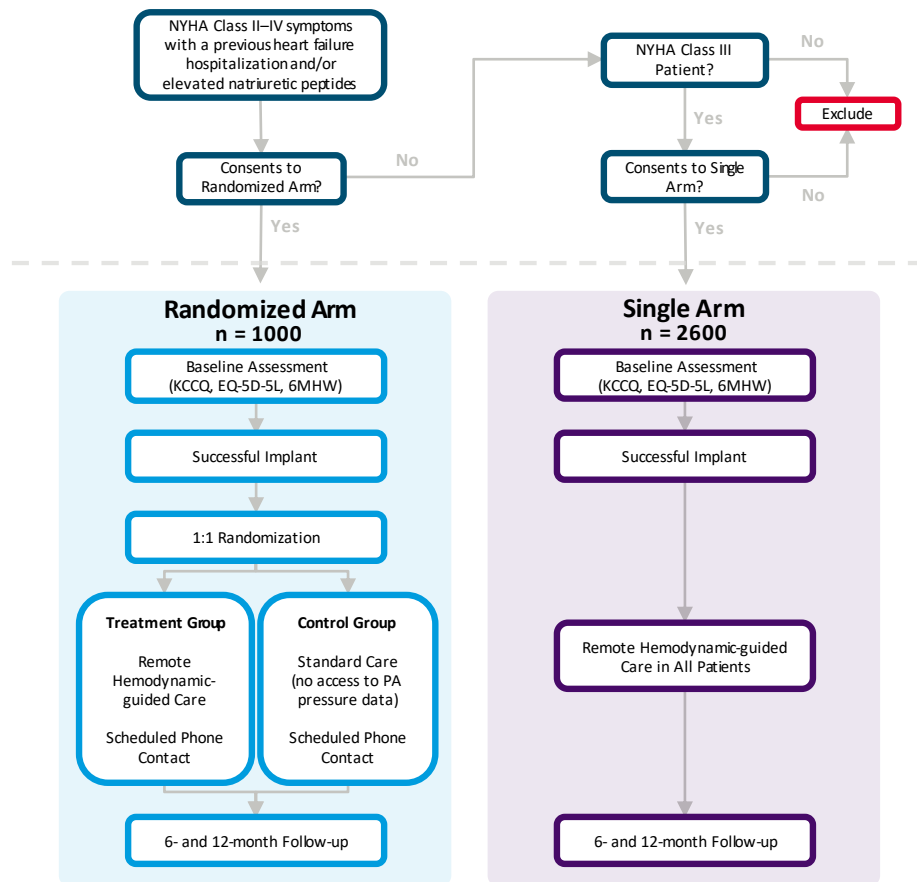 NYHA Class II–IV symptoms
with a previous heart failure
hospitalization and/or
elevated natriuretic peptides
NYHA Class III
Patient?
No
Exclude
Yes
No
Consents to
Randomized Arm?
Consents to Single
Arm?
No
Yes
Yes
Randomized Arm
n = 1000
Baseline Assessment
(KCCQ, EQ-5D-5L, 6MHW)
Successful Implant
1:1 Randomization
Treatment Group
Remote
Hemodynamic-
guided Care
Scheduled Phone
Contact
Control Group
Standard Care
(no access to PA
pressure data)
Scheduled Phone
Contact
6- and 12-month Follow-up
Single Arm
n = 2600
Baseline Assessment
(KCCQ, EQ-5D-5L, 6MHW)
Successful Implant
Remote Hemodynamic-guided
Care in All Patients
6- and 12-month Follow-up